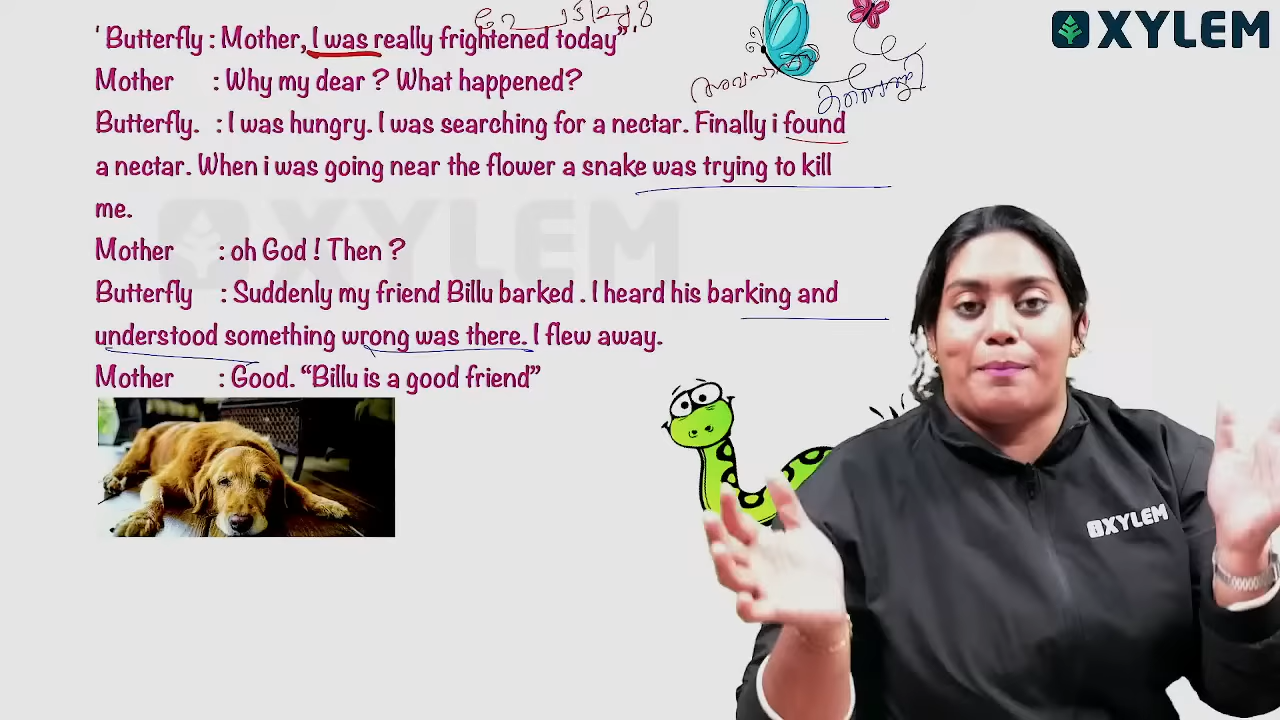 XYLEM
' Butterfly : Mother, I was really frightened today” '
Mother : Why my dear ? What happened?
Butterfly. : I was hungry. I was searching for a nectar. Finally i found
a nectar. When i was going near the flower a snake was trying to kill
me.
Mother : oh God ! Then ?
Butterfly : Suddenly my friend Billu barked . I heard his barking and
understood something wrong was there. I flew away.
Mother : Good. “Billu is a good friend”
XYLEM
XYLEM